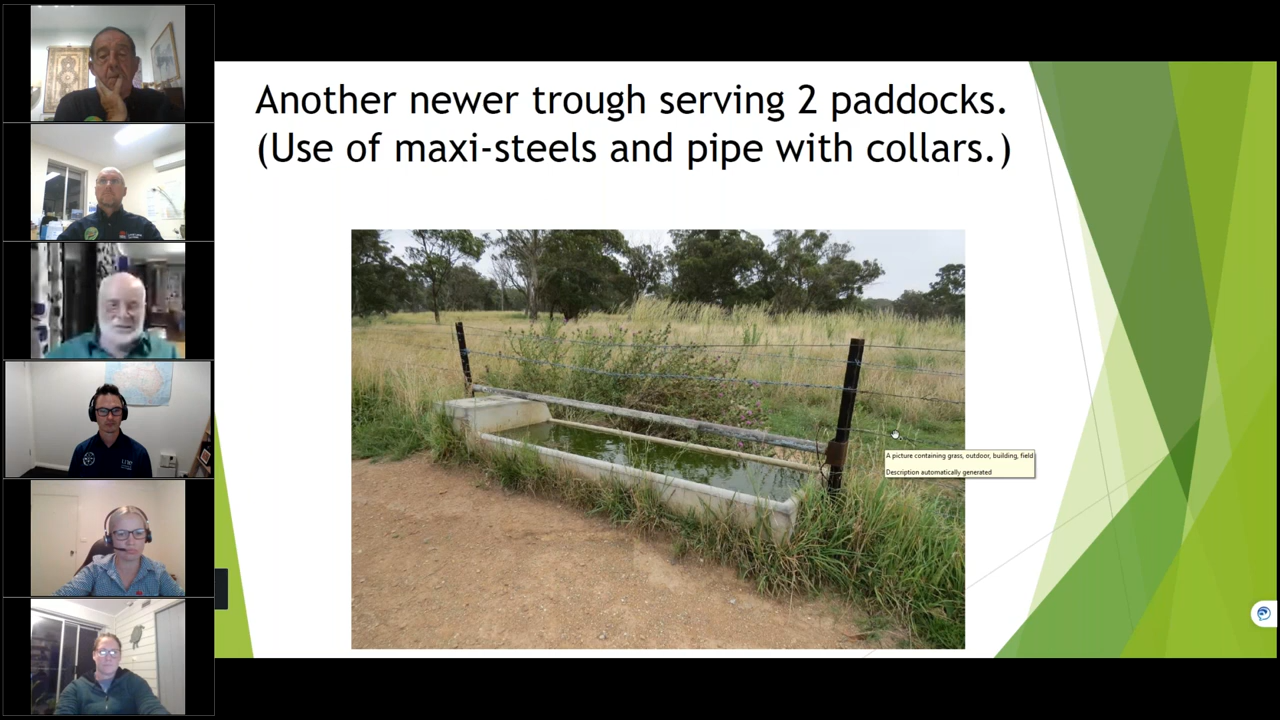 Another newer trough serving 2 paddocks.
(Use of maxi-steels and pipe with collars.)
A picture containing grass, outdoor, building, field
Description automatically generated